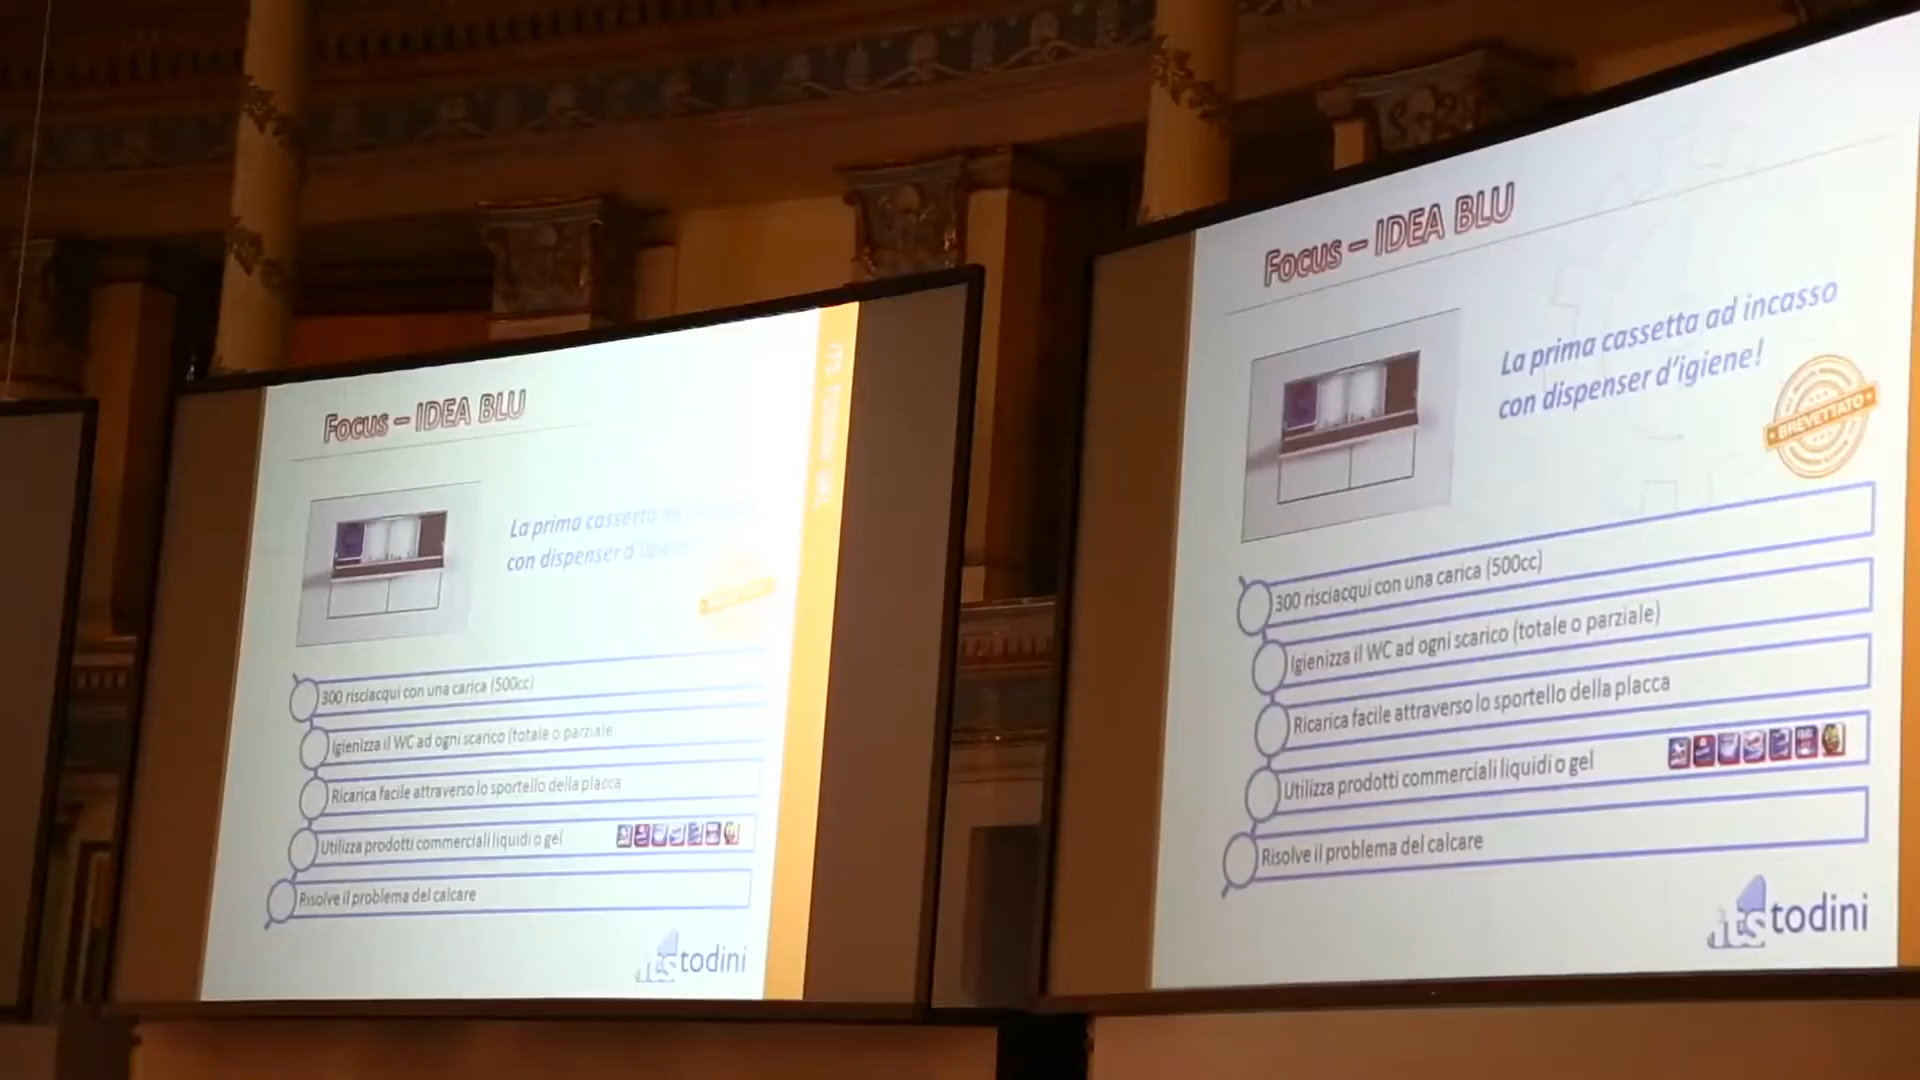 Focus – IDEA BLU
La prima
con dispenser d'
300 risciacqui con una carica (500cc)
Igienizza il WC ad ogni scarico (totale o parziale
Ricarica facile attraverso lo sportello della placca
Utilizza prodotti commerciali liquidi o gel
Risolve il problema del calcare
todini
Focus – IDEA BLU
La prima cassetta ad incasso
con dispenser d'igiene!
BREVETTATO
300 risciacqui con una carica (500cc)
Igienizza il WC ad ogni scarico (totale o parziale)
Ricarica facile attraverso lo sportello della placca
Utilizza prodotti commerciali liquidi o gel
Risolve il problema del calcare
its todini